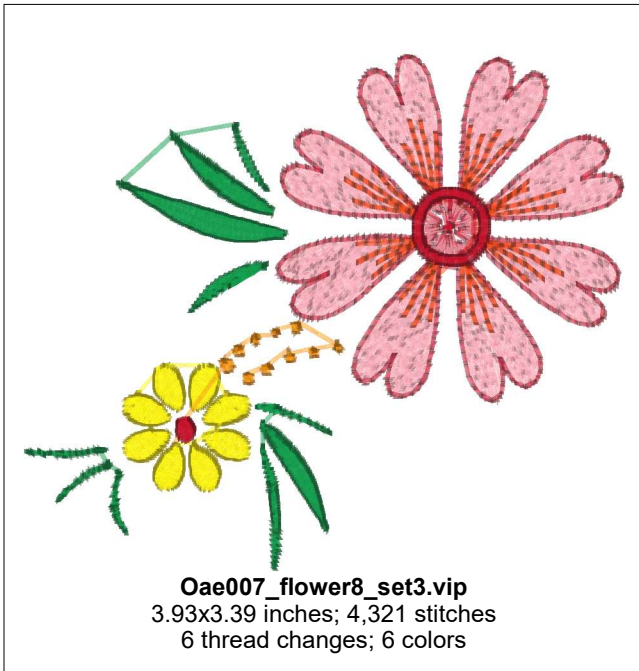 Oae007_flower8_set3.vip
3.93x3.39 inches; 4,321 stitches
6 thread changes; 6 colors